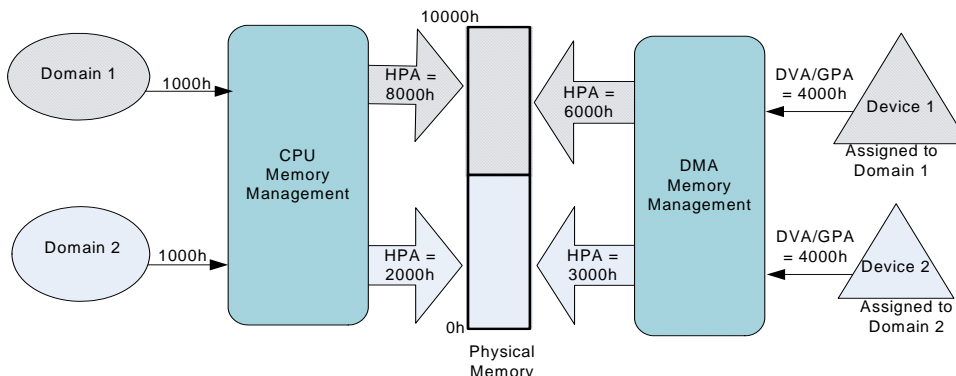 10000h
Domain 1
1000h
HPA =
8000h
HPA =
6000h
DVA/GPA
= 4000h
Device 1
Assigned to
Domain 1
CPU
Memory
Management
DMA
Memory
Management
Domain 2
1000h
HPA =
2000h
HPA =
3000h
DVA/GPA
= 4000h
Device 2
Assigned to
Domain 2
0h
Physical
Memory